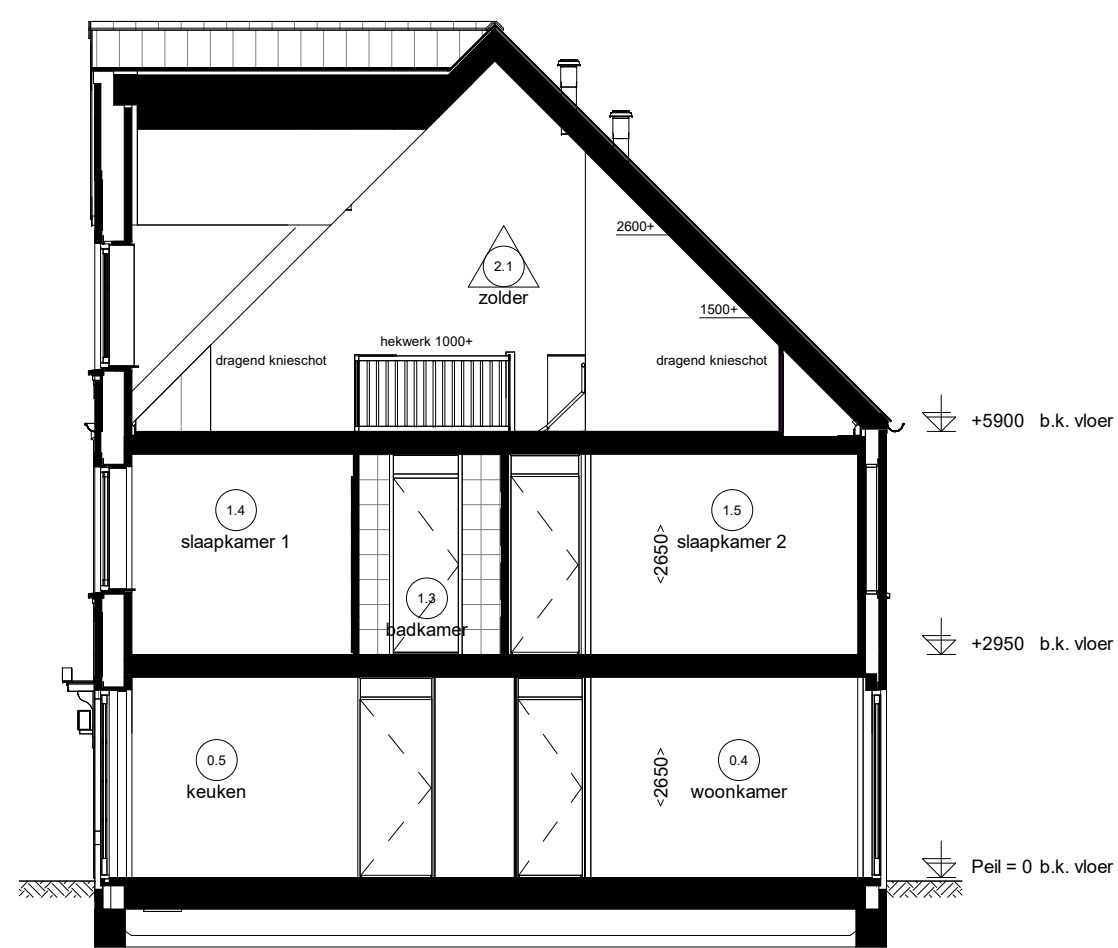 2600+
2.1
zolder
1500+
hekwerk 1000+
dragend knieschot
dragend knieschot
+5900 b.k. vloer
1.4
slaapkamer 1
1.5
slaapkamer 2
<2650>
1.3
badkamer
+2950 b.k. vloer
0.5
keuken
<2650>
0.4
woonkamer
Peil = 0 b.k. vloer